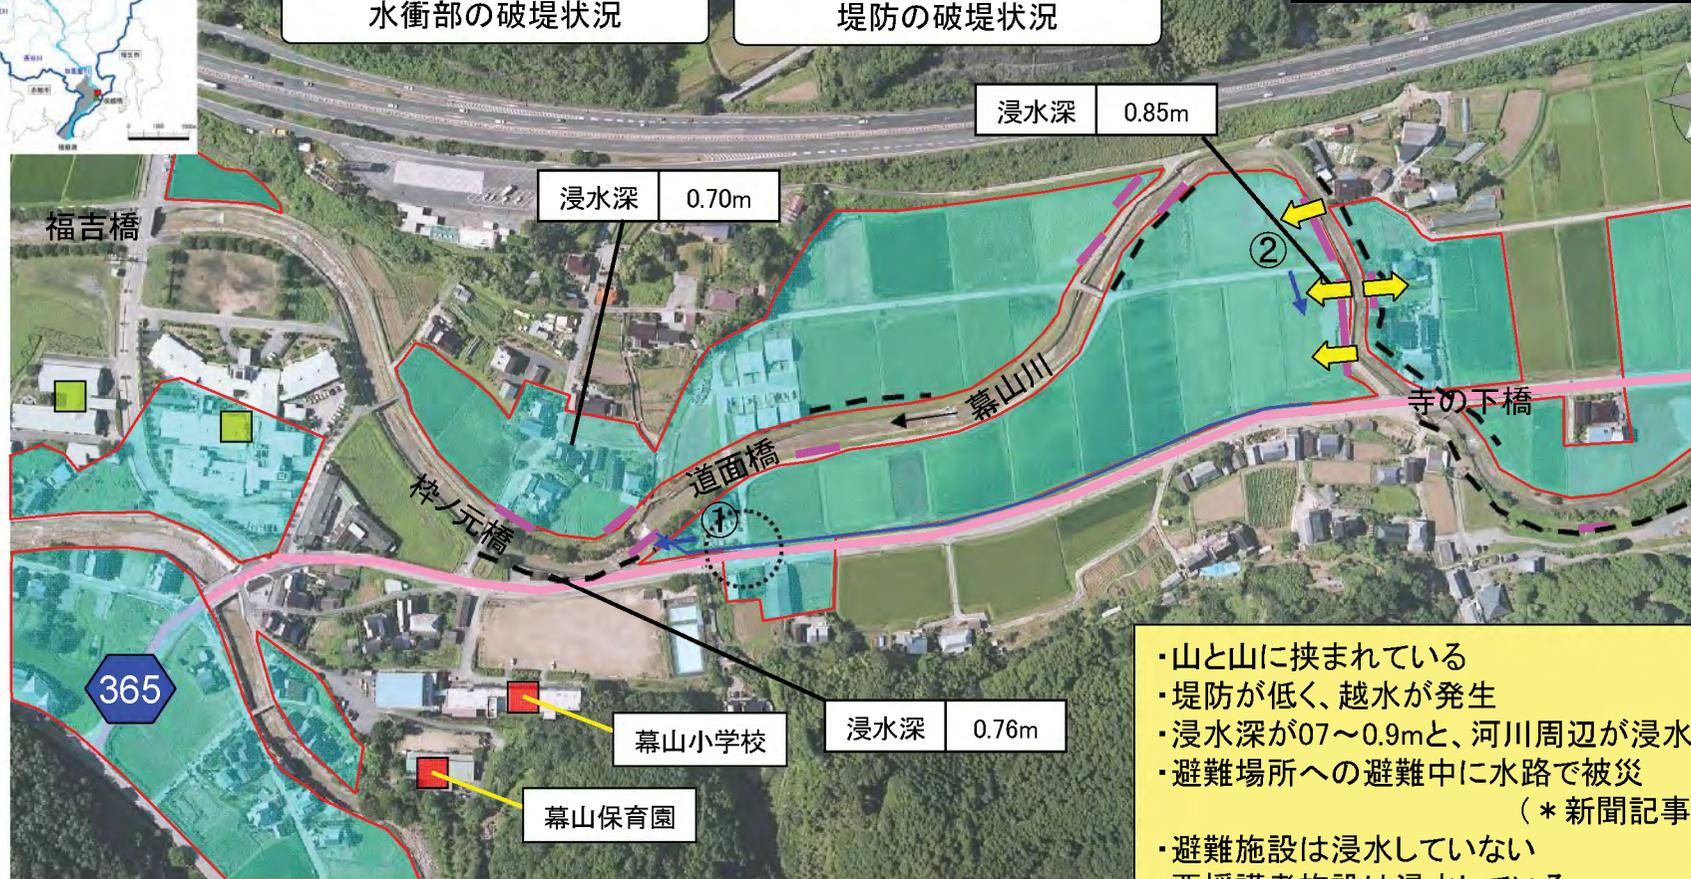 水衝部の破堤状況
堤防の破堤状況
浸水深 0.85m
浸水深 0.70m
福吉橋
②
幕山川
寺の下橋
道面橋
枠ノ元橋
①
365
幕山小学校
浸水深 0.76m
幕山保育園
・山と山に挟まれている
・堤防が低く、越水が発生
・浸水深が07～0.9mと、河川周辺が浸水
・避難場所への避難中に水路で被災
（＊新聞記事
・避難施設は浸水していない